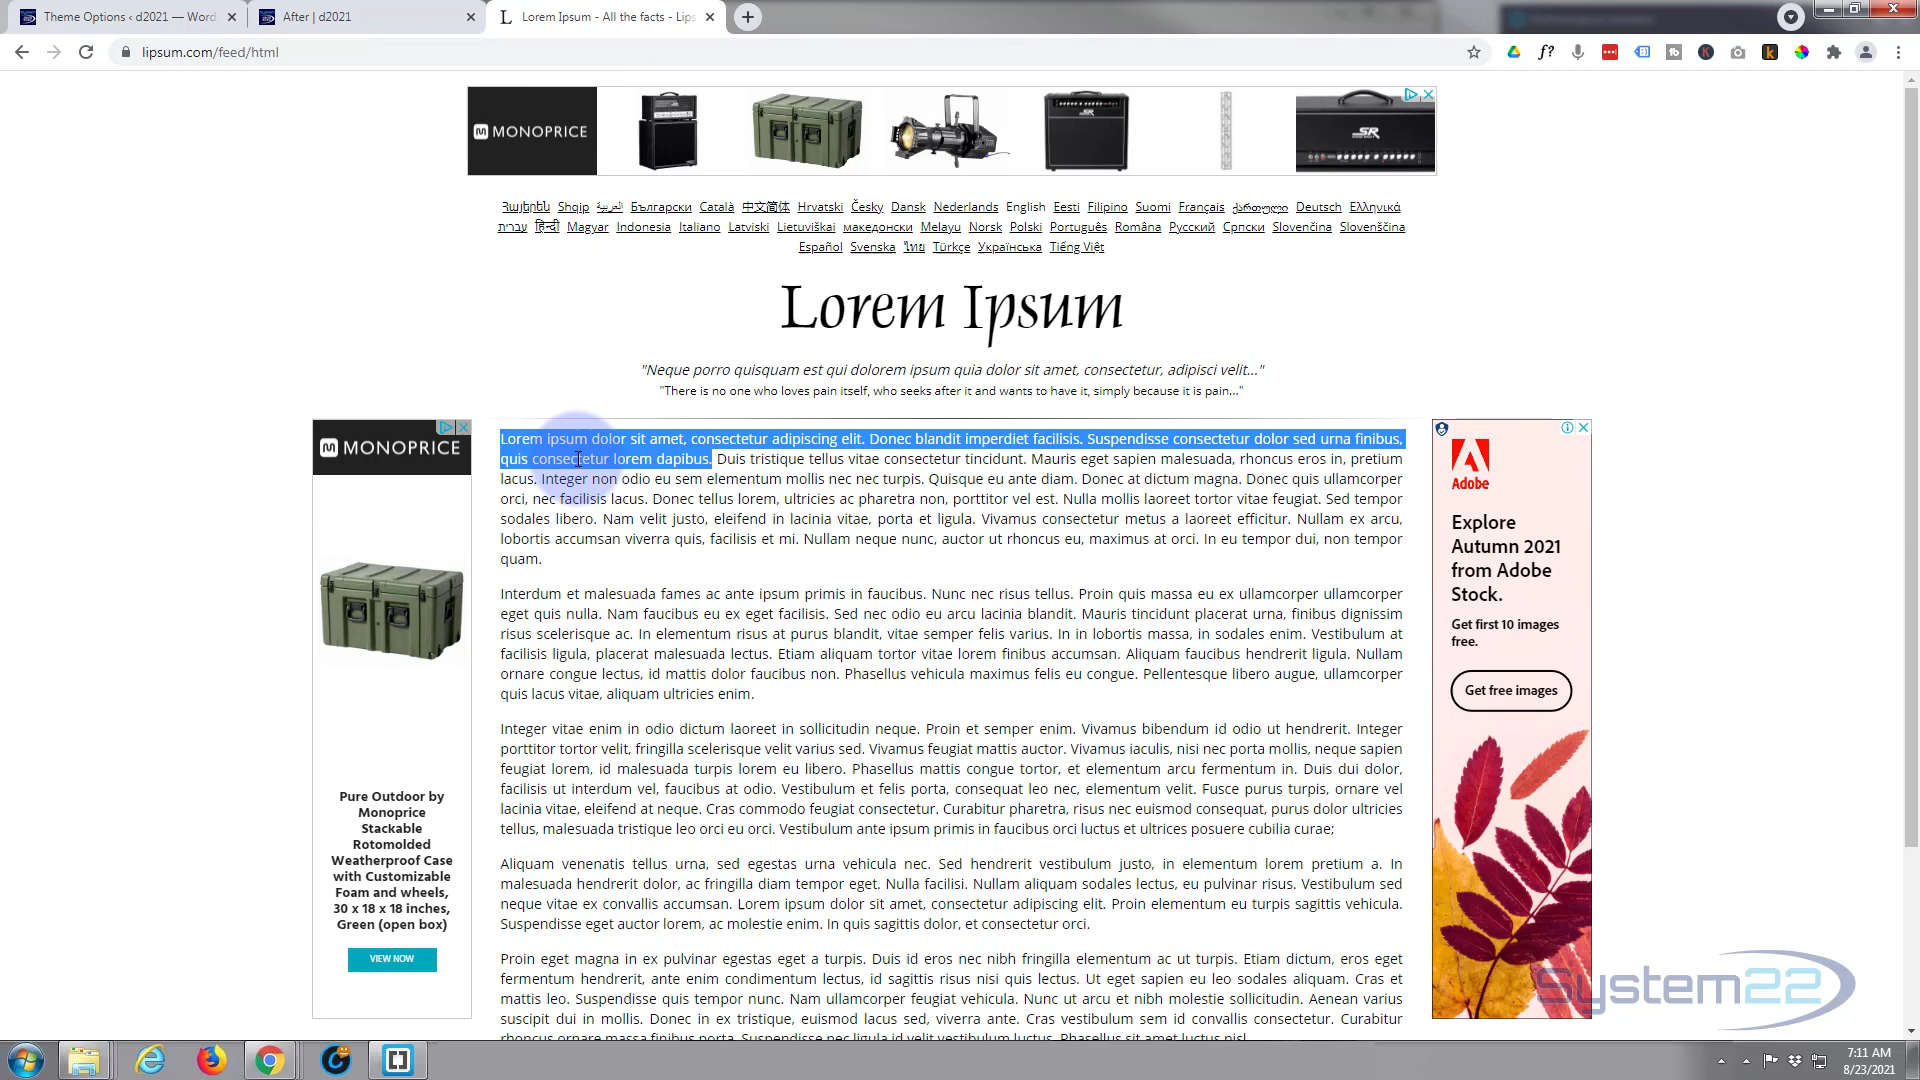 Theme Options ‹ d2021 — Word
After | d2021
Lorem Ipsum - All the facts - Lips
lipsum.com/feed/html
MONOPRICE
SR
SR
Հայերեն Shqip العربية Български Català 中文简体 Hrvatski Česky Dansk Nederlands English Eesti Filipino Suomi Français ქართული Deutsch Ελληνικά
עברית हिन्दी Magyar Indonesia Italiano Latviski Lietuviškai македонски Melayu Norsk Polski Português Româna Pyccкий Српски Slovenčina Slovenščina
Español Svenska ไทย Türkçe Українська Tiếng Việt
Lorem Ipsum
"Neque porro quisquam est qui dolorem ipsum quia dolor sit amet, consectetur, adipisci velit..."
"There is no one who loves pain itself, who seeks after it and wants to have it, simply because it is pain..."
MONOPRICE
Pure Outdoor by
Monoprice
Stackable
Rotomolded
Weatherproof Case
with Customizable
Foam and wheels,
30 x 18 x 18 inches,
Green (open box)
VIEW NOW
Lorem ipsum dolor sit amet, consectetur adipiscing elit. Donec blandit imperdiet facilisis. Suspendisse consectetur dolor sed urna finibus,
quis consectetur lorem dapibus. Duis tristique tellus vitae consectetur tincidunt. Mauris eget sapien malesuada, rhoncus eros in, pretium
lacus. Integer non odio eu sem elementum mollis nec nec turpis. Quisque eu ante diam. Donec at dictum magna. Donec quis ullamcorper
orci, nec facilisis lacus. Donec tellus lorem, ultricies ac pharetra non, porttitor vel est. Nulla mollis laoreet tortor vitae feugiat. Sed tempor
sodales libero. Nam velit justo, eleifend in lacinia vitae, porta et ligula. Vivamus consectetur metus a laoreet efficitur. Nullam ex arcu,
lobortis accumsan viverra quis, facilisis et mi. Nullam neque nunc, auctor ut rhoncus eu, maximus at orci. In eu tempor dui, non tempor
quam.
Interdum et malesuada fames ac ante ipsum primis in faucibus. Nunc nec risus tellus. Proin quis massa eu ex ullamcorper ullamcorper
eget quis nulla. Nam faucibus eu ex eget facilisis. Sed nec odio eu arcu lacinia blandit. Mauris tincidunt placerat urna, finibus dignissim
risus scelerisque ac. In elementum risus at purus blandit, vitae semper felis varius. In in lobortis massa, in sodales enim. Vestibulum at
facilisis ligula, placerat malesuada lectus. Etiam aliquam tortor vitae lorem finibus accumsan. Aliquam faucibus hendrerit ligula. Nullam
ornare congue lectus, id mattis dolor faucibus non. Phasellus vehicula maximus felis eu congue. Pellentesque libero augue, ullamcorper
quis lacus vitae, aliquam ultricies enim.
Integer vitae enim in odio dictum laoreet in sollicitudin neque. Proin et semper enim. Vivamus bibendum id odio ut hendrerit. Integer
porttitor tortor velit, fringilla scelerisque velit varius sed. Vivamus feugiat mattis auctor. Vivamus iaculis, nisi nec porta mollis, neque sapien
feugiat lorem, id malesuada turpis lorem eu libero. Phasellus mattis congue tortor, et elementum arcu fermentum in. Duis dui dolor,
facilisis ut interdum vel, faucibus at odio. Vestibulum et felis porta, consequat leo nec, elementum velit. Fusce purus turpis, ornare vel
lacinia vitae, eleifend at neque. Cras commodo feugiat consectetur. Curabitur pharetra, risus nec euismod consequat, purus dolor ultricies
tellus, malesuada tristique leo orci eu orci. Vestibulum ante ipsum primis in faucibus orci luctus et ultrices posuere cubilia curae;
Aliquam venenatis tellus urna, sed egestas urna vehicula nec. Sed hendrerit vestibulum justo, in elementum lorem pretium a. In
malesuada hendrerit dolor, ac fringilla diam tempor eget. Nulla facilisi. Nullam aliquam sodales lectus, eu pulvinar risus. Vestibulum sed
neque vitae ex convallis accumsan. Lorem ipsum dolor sit amet, consectetur adipiscing elit. Proin elementum eu turpis sagittis vehicula.
Suspendisse eget auctor lorem, ac molestie enim. In quis sagittis dolor, et consectetur orci.
Proin eget magna in ex pulvinar egestas eget a turpis. Duis id eros nec nibh fringilla elementum ac ut turpis. Etiam dictum, eros eget
fermentum hendrerit, ante enim condimentum lectus, id sagittis risus nisi quis lectus. Ut eget sapien eu leo sodales aliquam. Cras et
mattis leo. Suspendisse quis tempor nunc. Nam ullamcorper feugiat vehicula. Nunc ut arcu et nibh molestie sollicitudin. Aenean varius
suscipit dui in mollis. Donec in ex tristique, euismod lacus sed, viverra ante. Cras vestibulum sem id convallis consectetur. Curabitur
rhoncus ornare massa finibus porta. Suspendisse nec ligula id velit vestibulum luctus. Phasellus sit amet luctus nisl.
Adobe
Explore
Autumn 2021
from Adobe
Stock.
Get first 10 images
free.
Get free images
System22
7:11 AM
8/23/2021